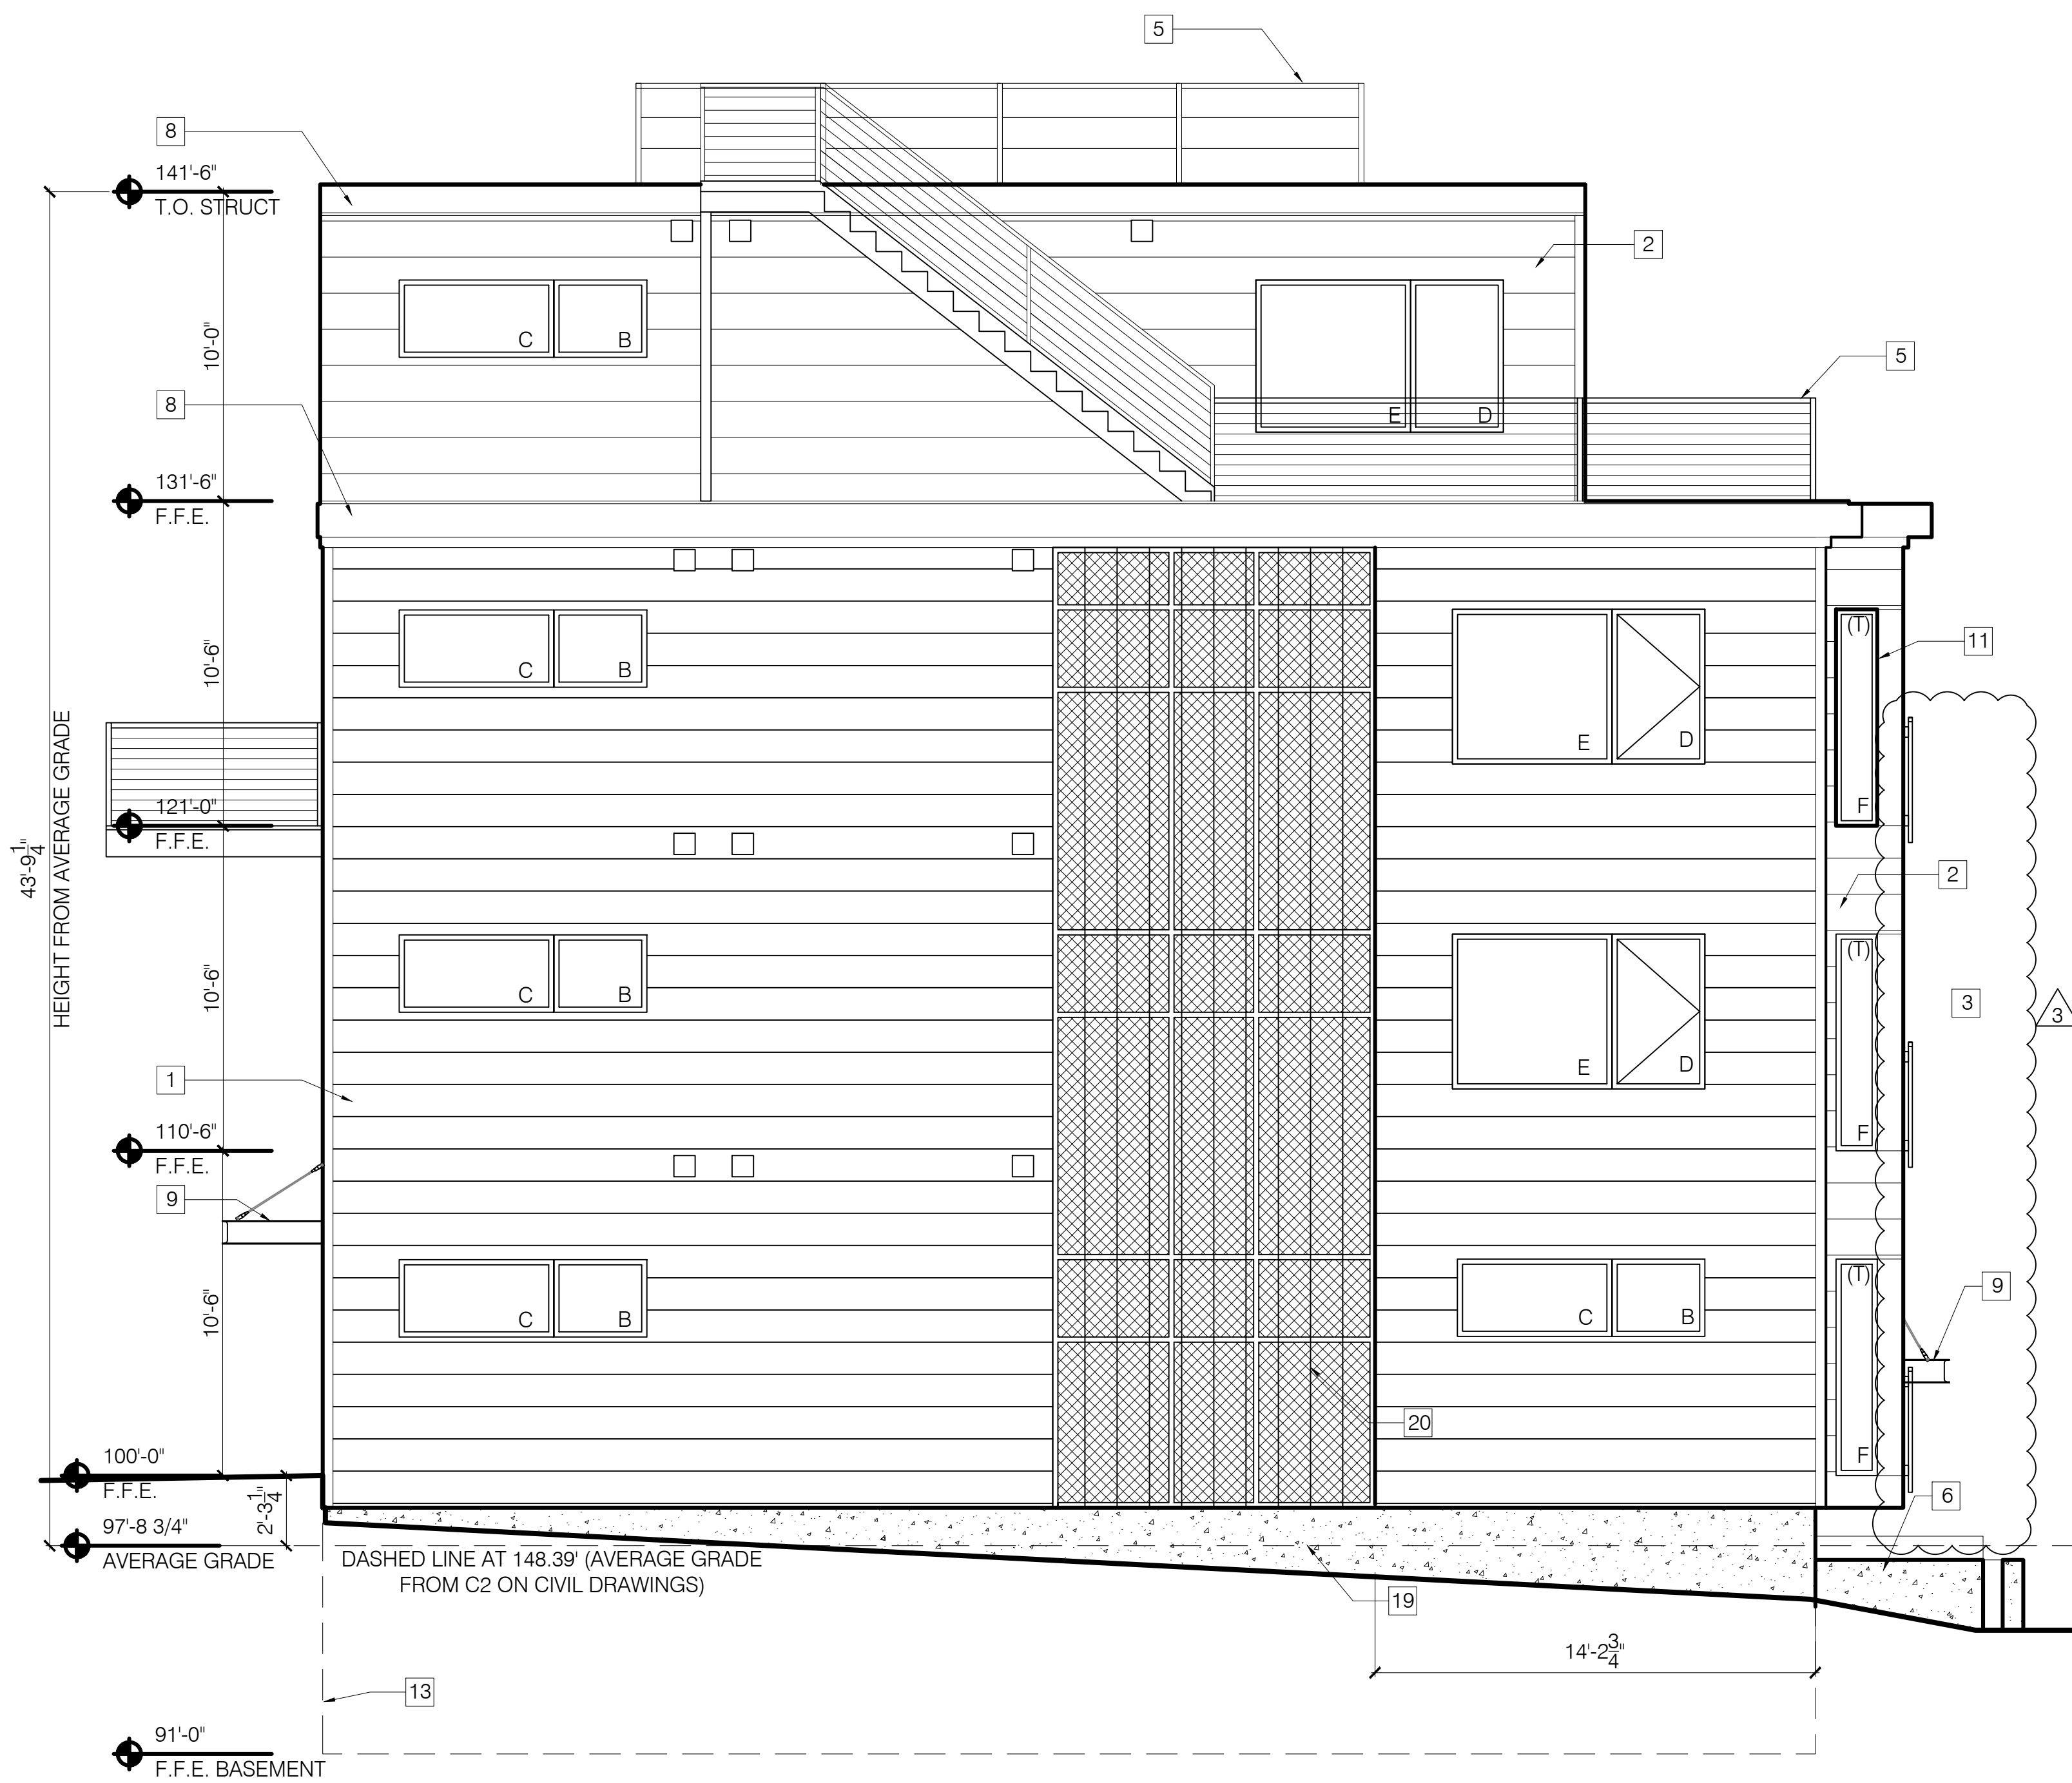 5
8
141'-6"
T.O. STRUCT
2
10'-0"
C B
5
E D
8
131'-6"
F.F.E.
(T)
11
C B
10'-6"
E D
43'-9 1/4"
HEIGHT FROM AVERAGE GRADE
121'-0"
F.F.E.
F
2
(T)
10'-6"
C B
3
3
E D
1
110'-6"
F.F.E.
F
9
(T)
9
10'-6"
C B
C B
20
100'-0"
F.F.E.
F
2'-3 1/4"
6
97'-8 3/4"
AVERAGE GRADE
DASHED LINE AT 148.39' (AVERAGE GRADE
FROM C2 ON CIVIL DRAWINGS)
19
14'-2 3/4"
13
91'-0"
F.F.E. BASEMENT